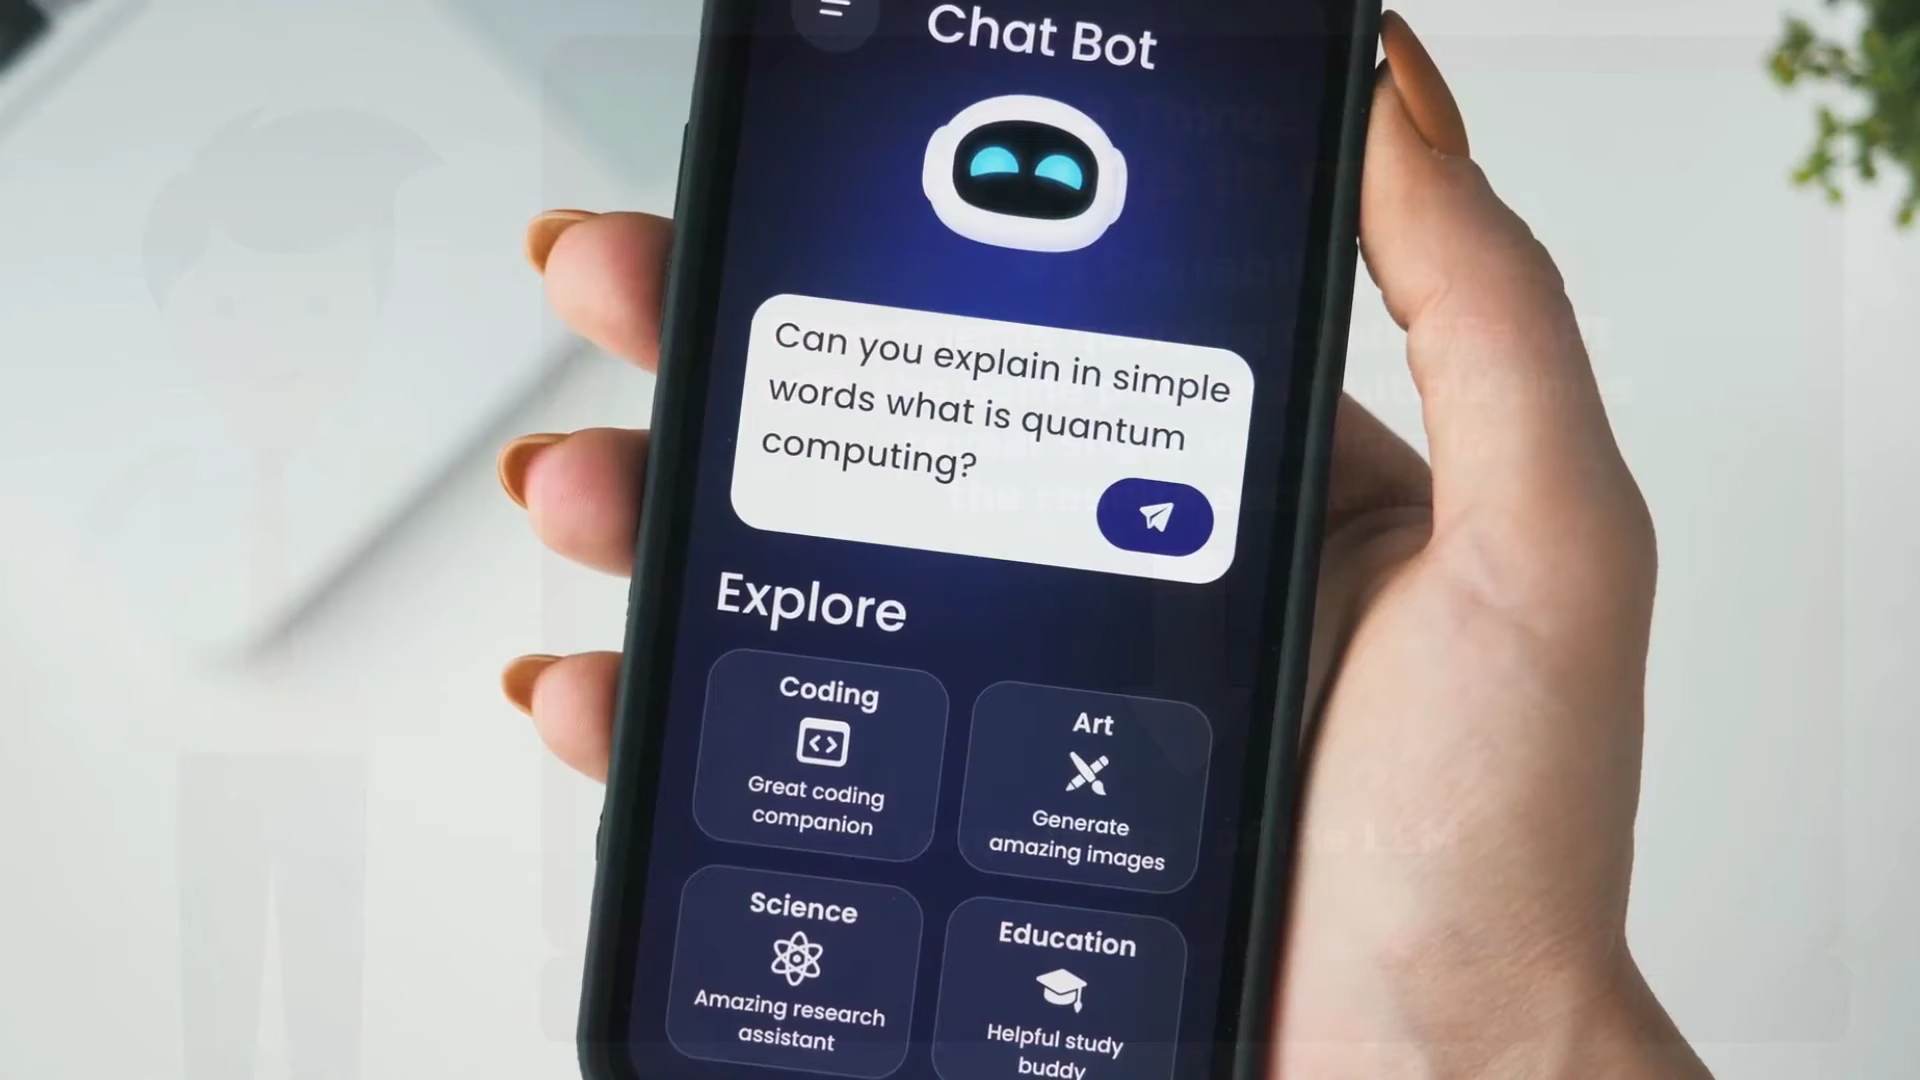 Chat Bot
Can you explain in simple
words what is quantum
computing?
Explore
Coding
Great coding
companion
Art
Generate
amazing images
Science
Amazing research
assistant
Education
Helpful study
buddy